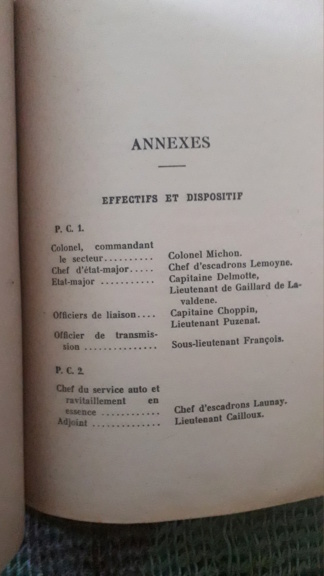 ANNEXES
EFFECTIFS ET DISPOSITIF
P. C. 1.
Colonel, commandant
le secteur.......... Colonel Michon.
Chef d'état-major..... Chef d'escadrons Lemoyne.
Etat-major ........... Capitaine Delmotte,
Lieutenant de Gaillard de La-
valdene.
Officiers de liaison.... Capitaine Choppin,
Lieutenant Puzenat.
Officier de transmis-
sion ............... Sous-lieutenant François.
P. C. 2.
Chef du service auto et
ravitaillement en
essence ............ Chef d'escadrons Launay.
Adjoint .............. Lieutenant Cailloux.